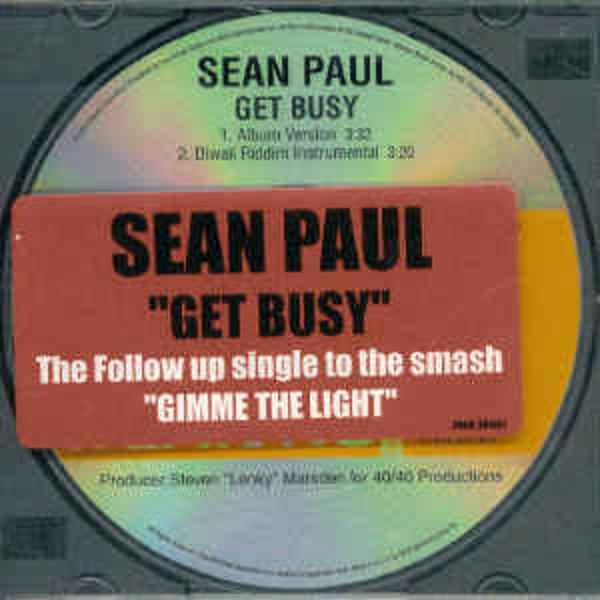 SEAN PAUL
GET BUSY
1. Album Version 3:32
2. Diwali Riddim Instrumental 3:20
SEAN PAUL
"GET BUSY"
The Follow up single to the smash
"GIMME THE LIGHT"
Producer Steven "Lenky" Marsden for 40/40 Productions